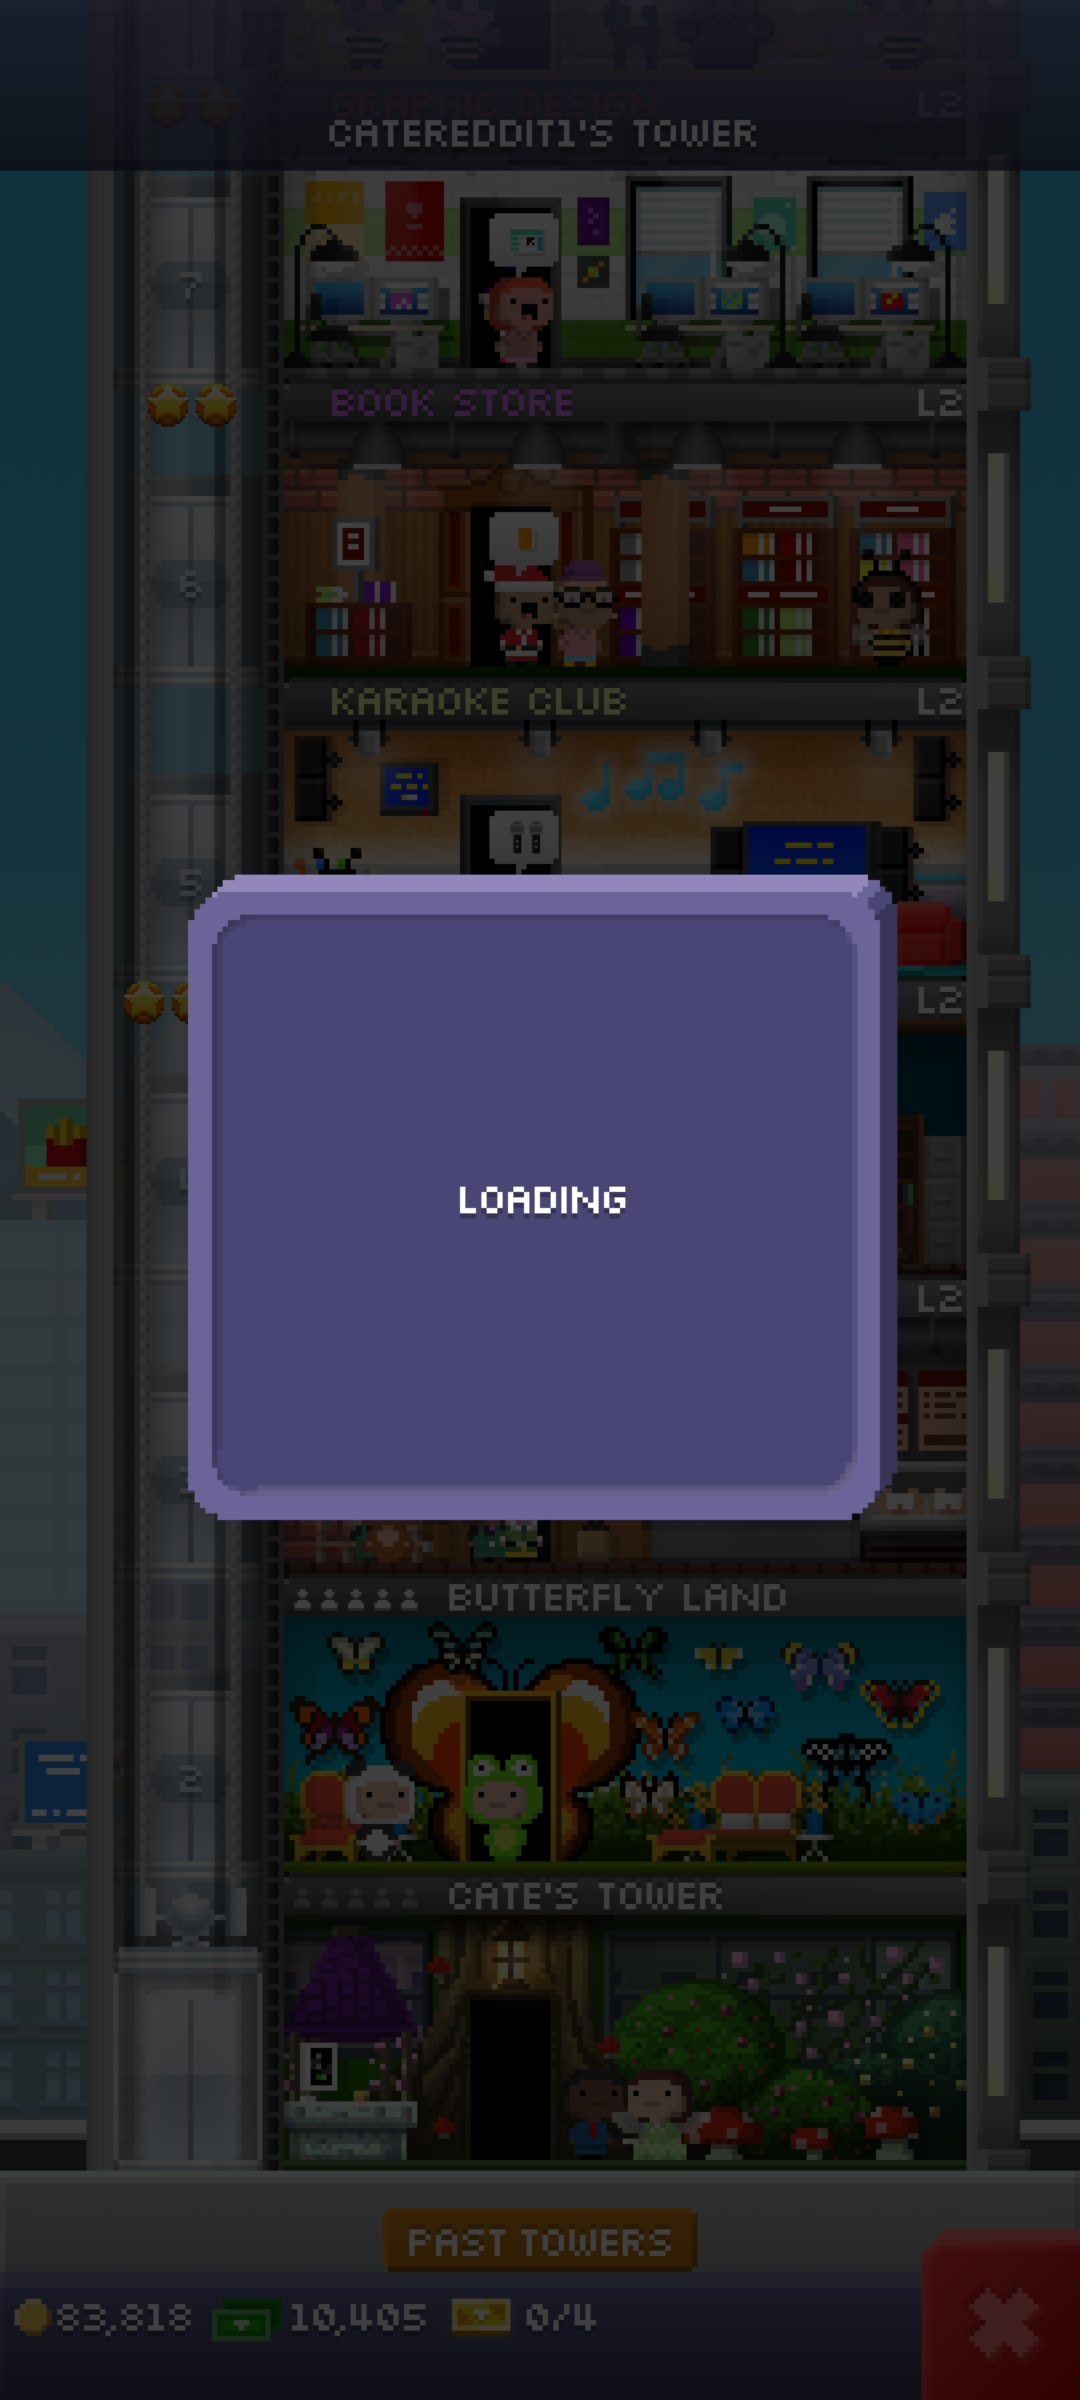 GRAPHIC DESIGN L2
CATEREDDIT1'S TOWER
7
BOOK STORE L2
6
KARAOKE CLUB L2
5
L2
LOADING
L2
BUTTERFLY LAND
2
CATE'S TOWER
PAST TOWERS
83,818 10,405 0/4